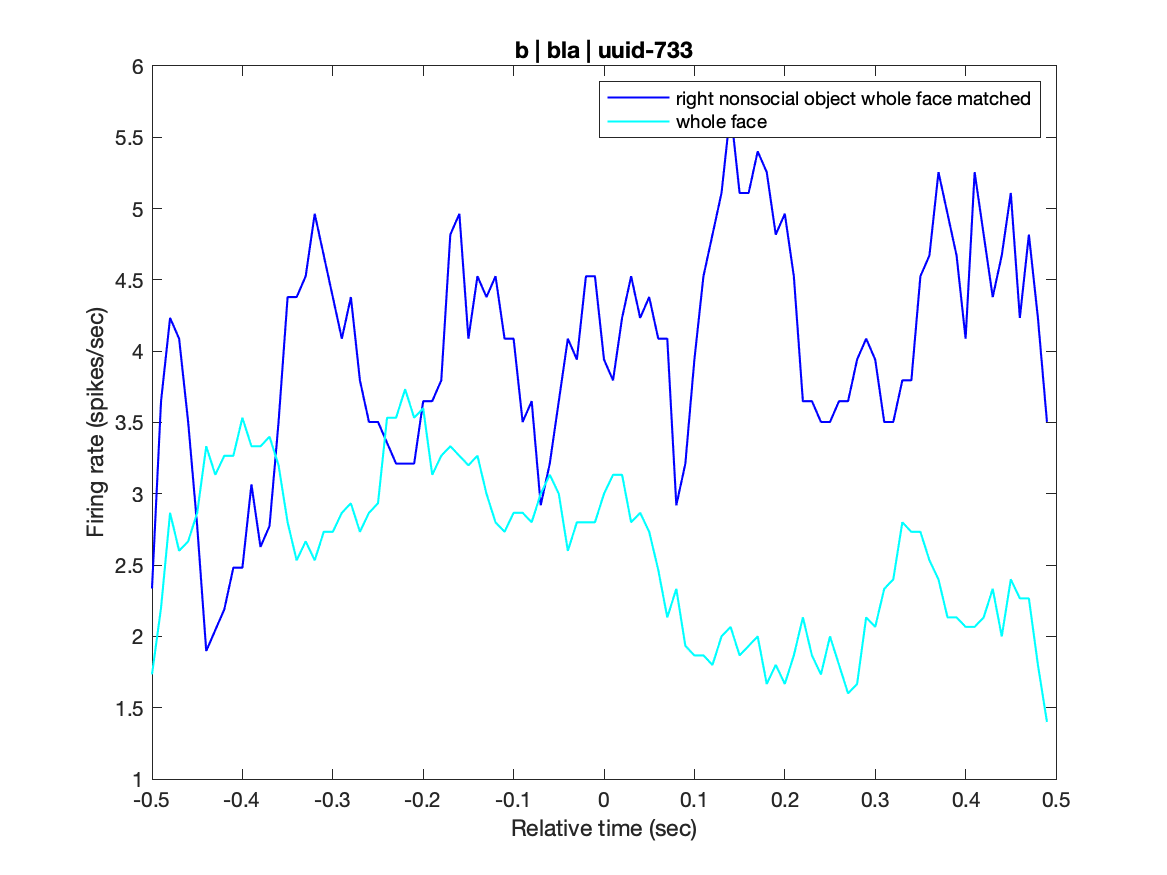 b | bla | uuid-733
right nonsocial object whole face matched
whole face
Firing rate (spikes/sec)
6
5.5
5
4.5
4
3.5
3
2.5
2
1.5
1
-0.5 -0.4 -0.3 -0.2 -0.1 0 0.1 0.2 0.3 0.4 0.5
Relative time (sec)